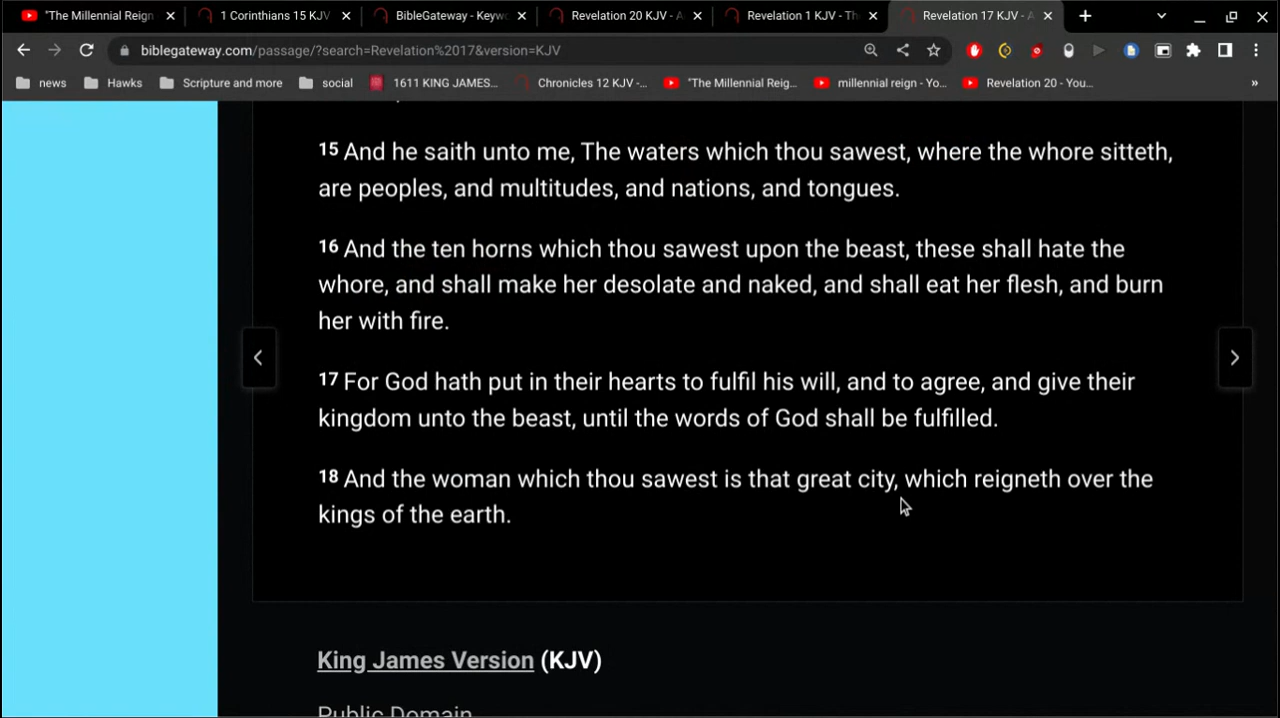 "The Millennial Reign
1 Corinthians 15 KJV
BibleGateway - Keyw
Revelation 20 KJV - A
Revelation 1 KJV - Th
Revelation 17 KJV - A
biblegateway.com/passage/?search=Revelation%2017&version=KJV
news
Hawks
Scripture and more
social
1611 KING JAMES...
Chronicles 12 KJV -...
"The Millennial Reig...
millennial reign - Yo...
Revelation 20 - You...
»
15 And he saith unto me, The waters which thou sawest, where the whore sitteth,
are peoples, and multitudes, and nations, and tongues.
16 And the ten horns which thou sawest upon the beast, these shall hate the
whore, and shall make her desolate and naked, and shall eat her flesh, and burn
her with fire.
17 For God hath put in their hearts to fulfil his will, and to agree, and give their
kingdom unto the beast, until the words of God shall be fulfilled.
18 And the woman which thou sawest is that great city, which reigneth over the
kings of the earth.
King James Version (KJV)
Public Domain